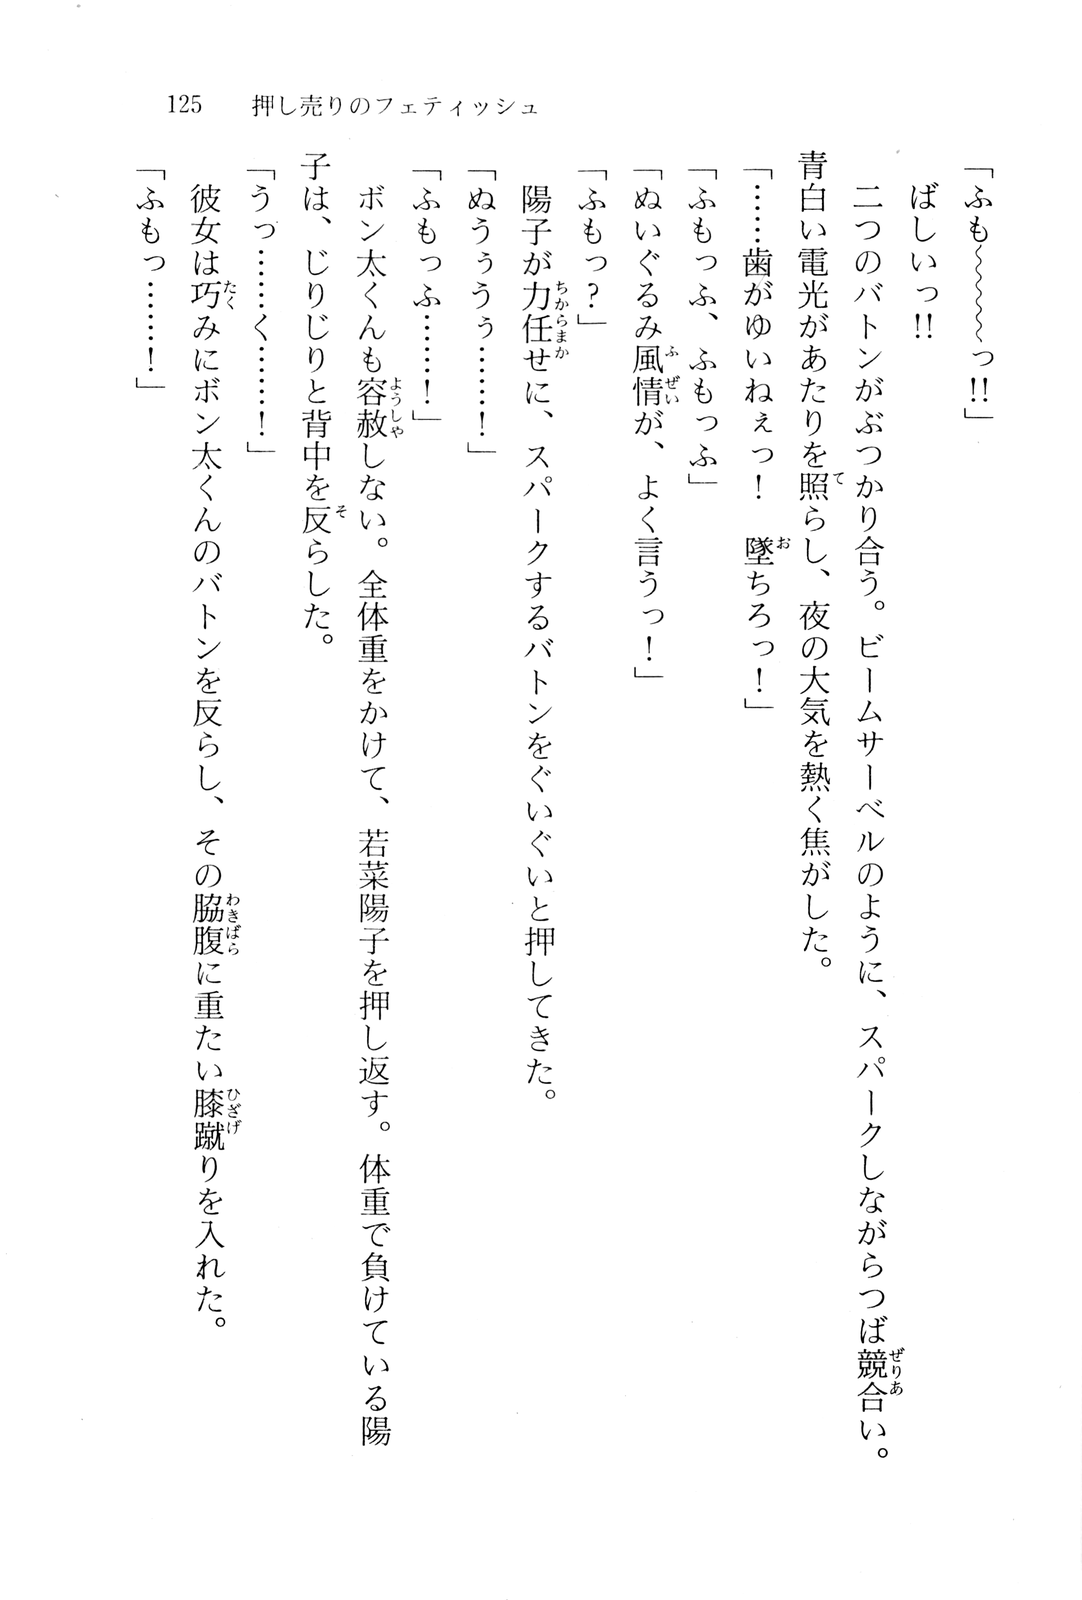 125　押し売りのフェティッシュ
「ふも〜〜〜〜っ!!」
　ばしいっ!!
　二つのバトンがぶつかり合う。ビームサーベルのように、スパークしながらつば競合い。
青白い電光があたりを照らし、夜の大気を熱く焦がした。
「……歯がゆいねぇっ！　墜ちろっ！」
「ふもっふ、ふもっふ」
「ぬいぐるみ風情が、よく言うっ！」
「ふもっ？」
　陽子が力任せに、スパークするバトンをぐいぐいと押してきた。
「ぬうぅうぅ……！」
「ふもっふ……！」
　ボン太くんも容赦しない。全体重をかけて、若菜陽子を押し返す。体重で負けている陽
子は、じりじりと背中を反らした。
「うっ……く……！」
　彼女は巧みにボン太くんのバトンを反らし、その脇腹に重たい膝蹴りを入れた。
「ふもっ……！」